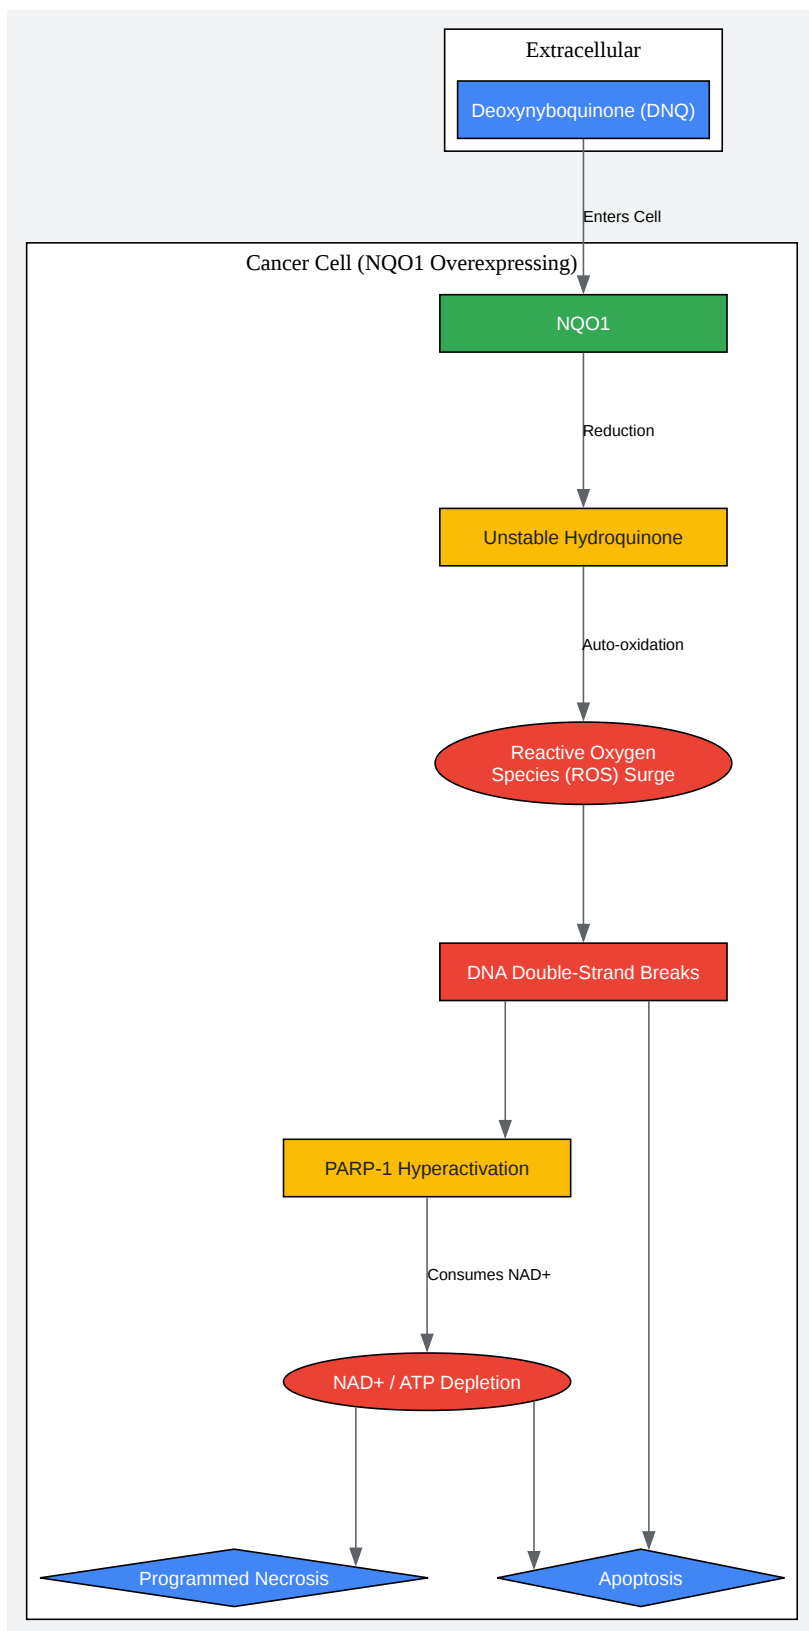 Extracellular
Deoxynyboquinone (DNQ)
Enters Cell
Cancer Cell (NQO1 Overexpressing)
NQO1
Reduction
Unstable Hydroquinone
Auto-oxidation
Reactive Oxygen
Species (ROS) Surge
DNA Double-Strand Breaks
PARP-1 Hyperactivation
Consumes NAD+
NAD+ / ATP Depletion
Programmed Necrosis
Apoptosis